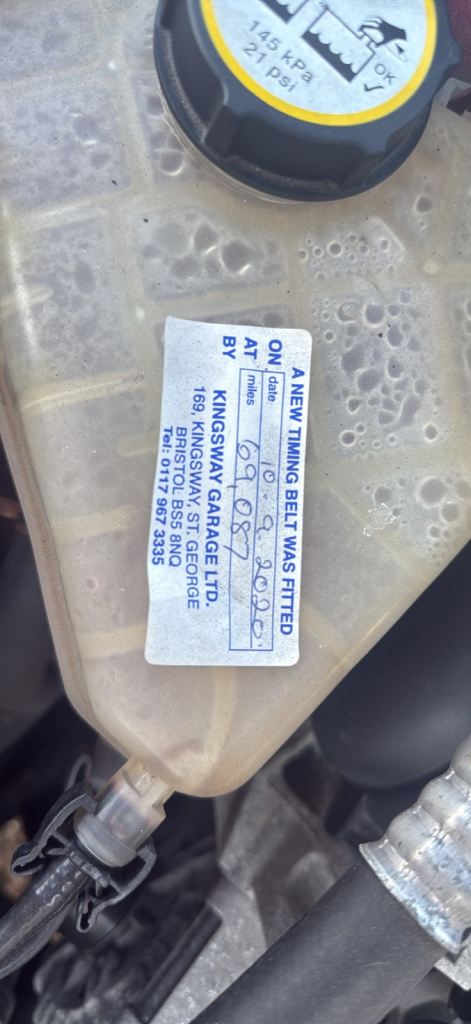 145 kPa
21 psi
OK
A NEW TIMING BELT WAS FITTED
ON date 10.9.2020.
AT miles 69,087
BY KINGSWAY GARAGE LTD.
169, KINGSWAY, ST. GEORGE
BRISTOL BS5 8NQ
Tel: 0117 967 3335